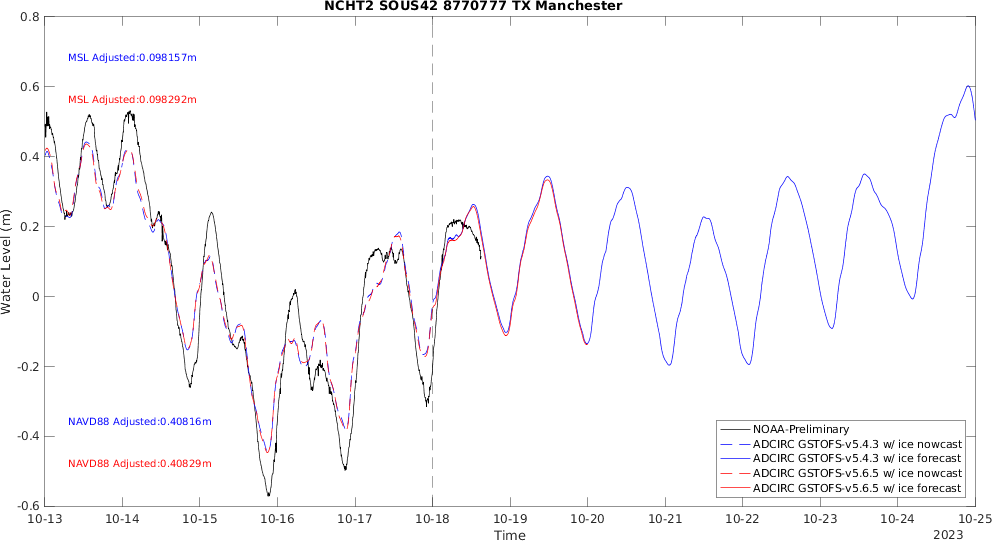 NCHT2 SOUS42 8770777 TX Manchester
0.8
0.6
0.4
0.2
0
-0.2
-0.4
-0.6
Water Level (m)
MSL Adjusted:0.098157m
MSL Adjusted:0.098292m
NAVD88 Adjusted:0.40816m
NAVD88 Adjusted:0.40829m
NOAA-Preliminary
ADCIRC GSTOFS-v5.4.3 w/ ice nowcast
ADCIRC GSTOFS-v5.4.3 w/ ice forecast
ADCIRC GSTOFS-v5.6.5 w/ ice nowcast
ADCIRC GSTOFS-v5.6.5 w/ ice forecast
10-13 10-14 10-15 10-16 10-17 10-18 10-19 10-20 10-21 10-22 10-23 10-24 10-25
Time
2023